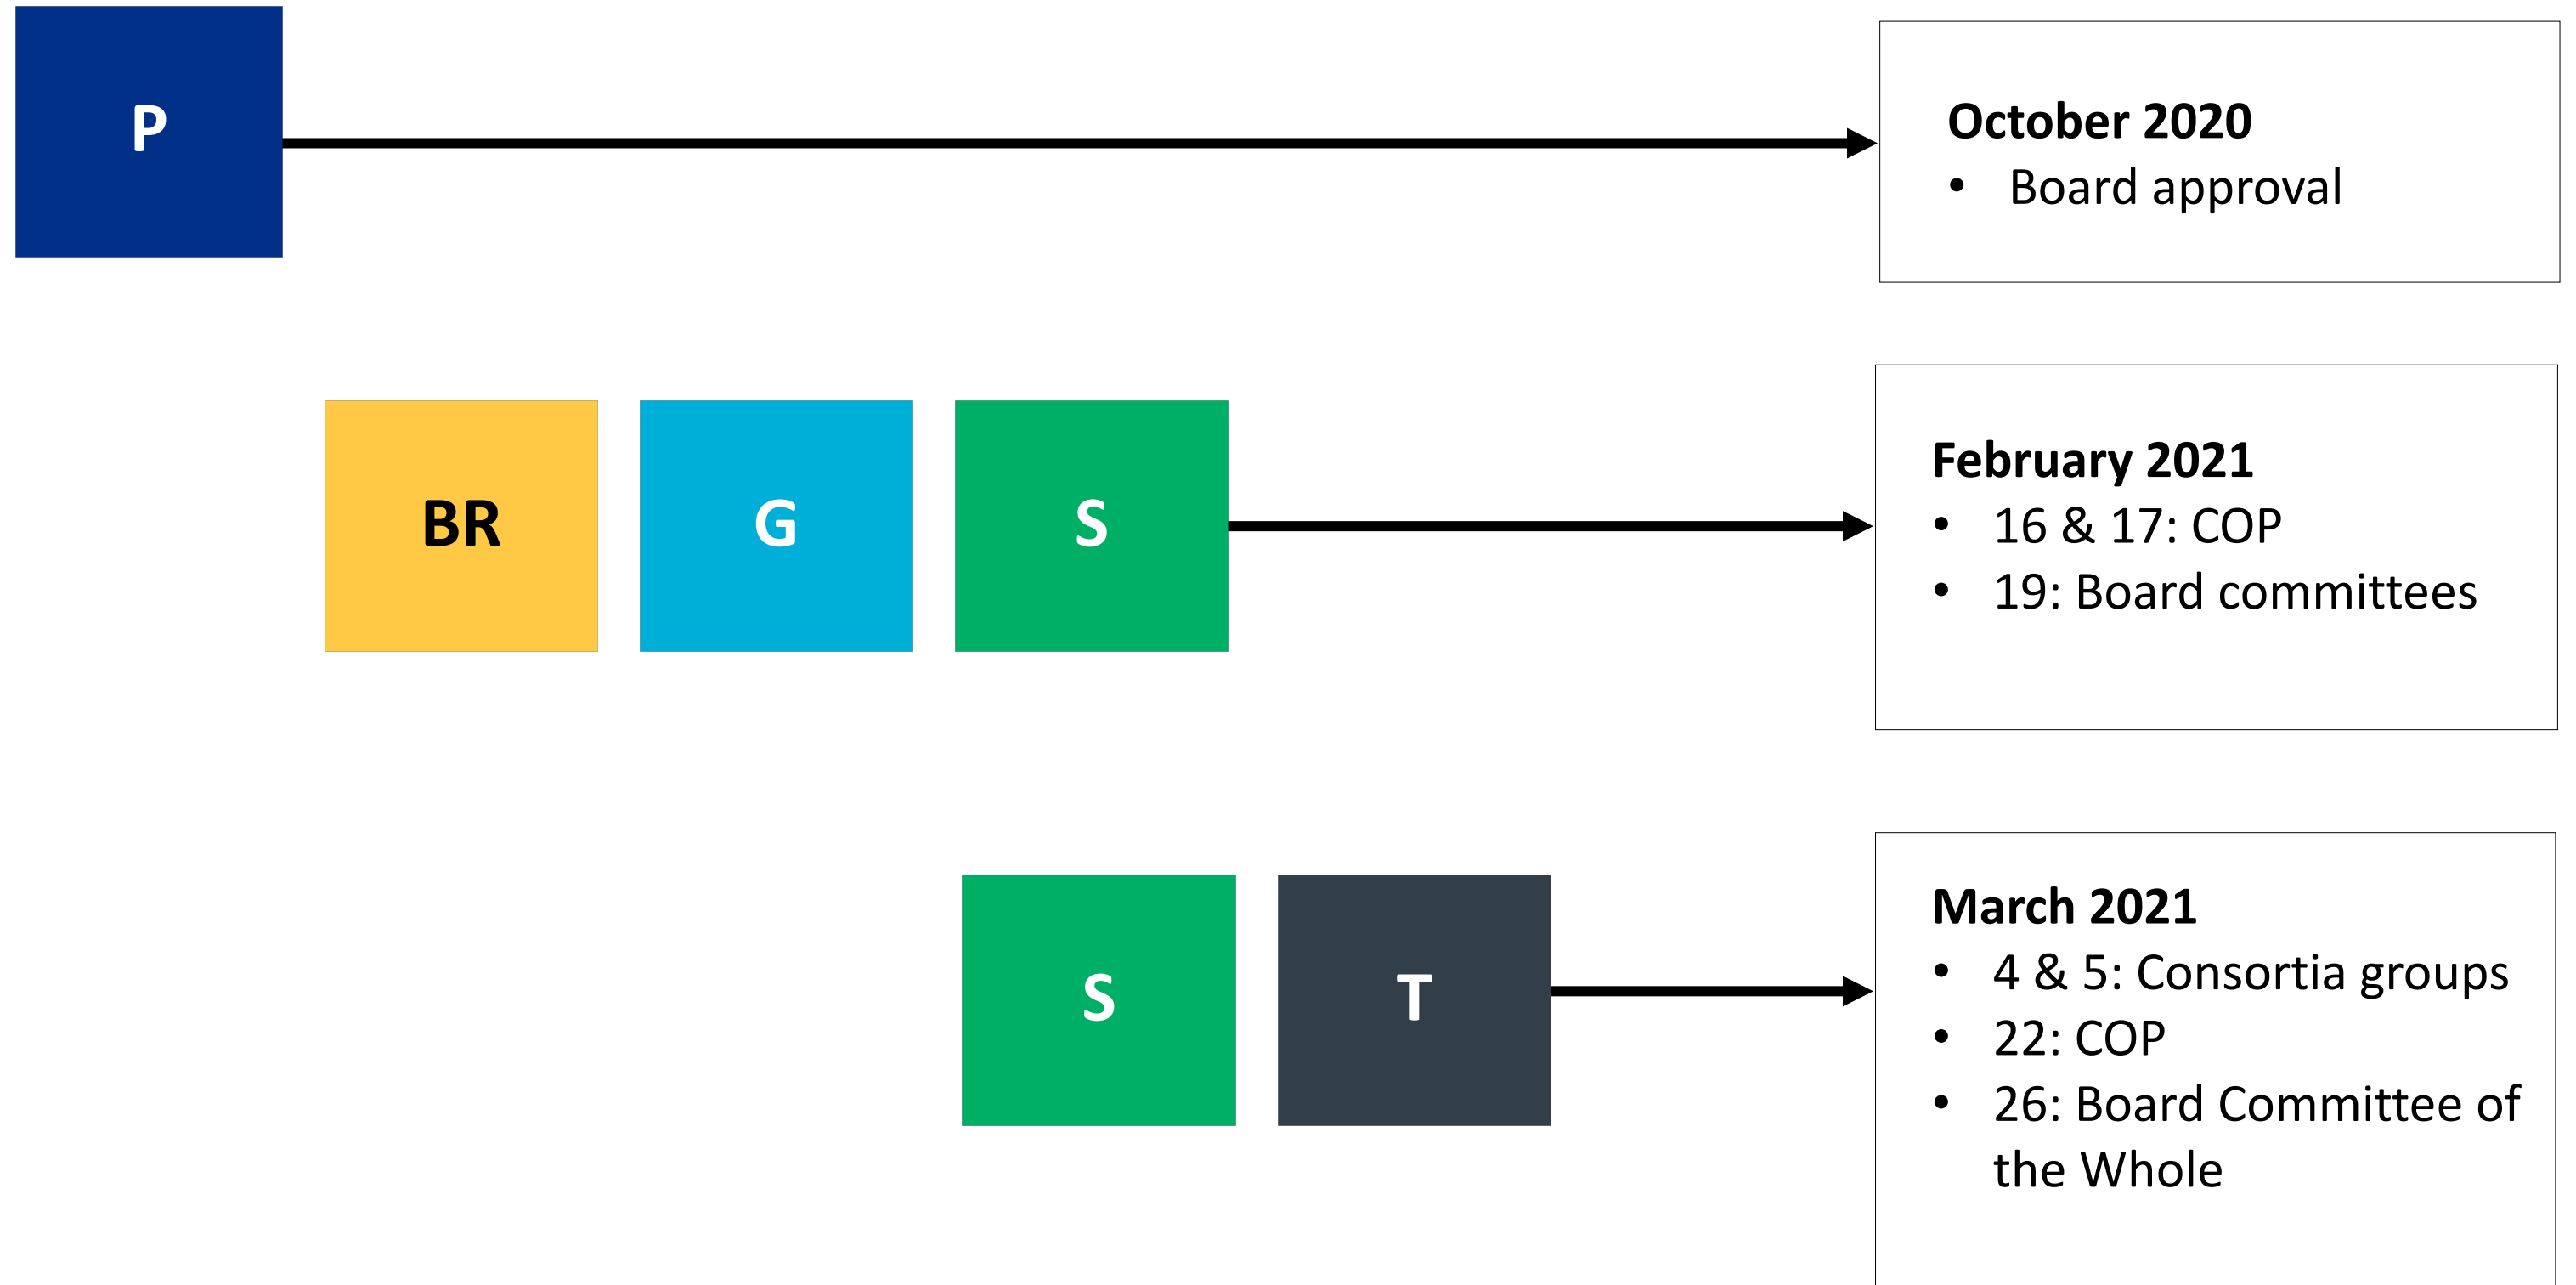 P
October 2020
• Board approval
BR
G
S
February 2021
• 16 & 17: COP
• 19: Board committees
S
T
March 2021
• 4 & 5: Consortia groups
• 22: COP
• 26: Board Committee of
the Whole